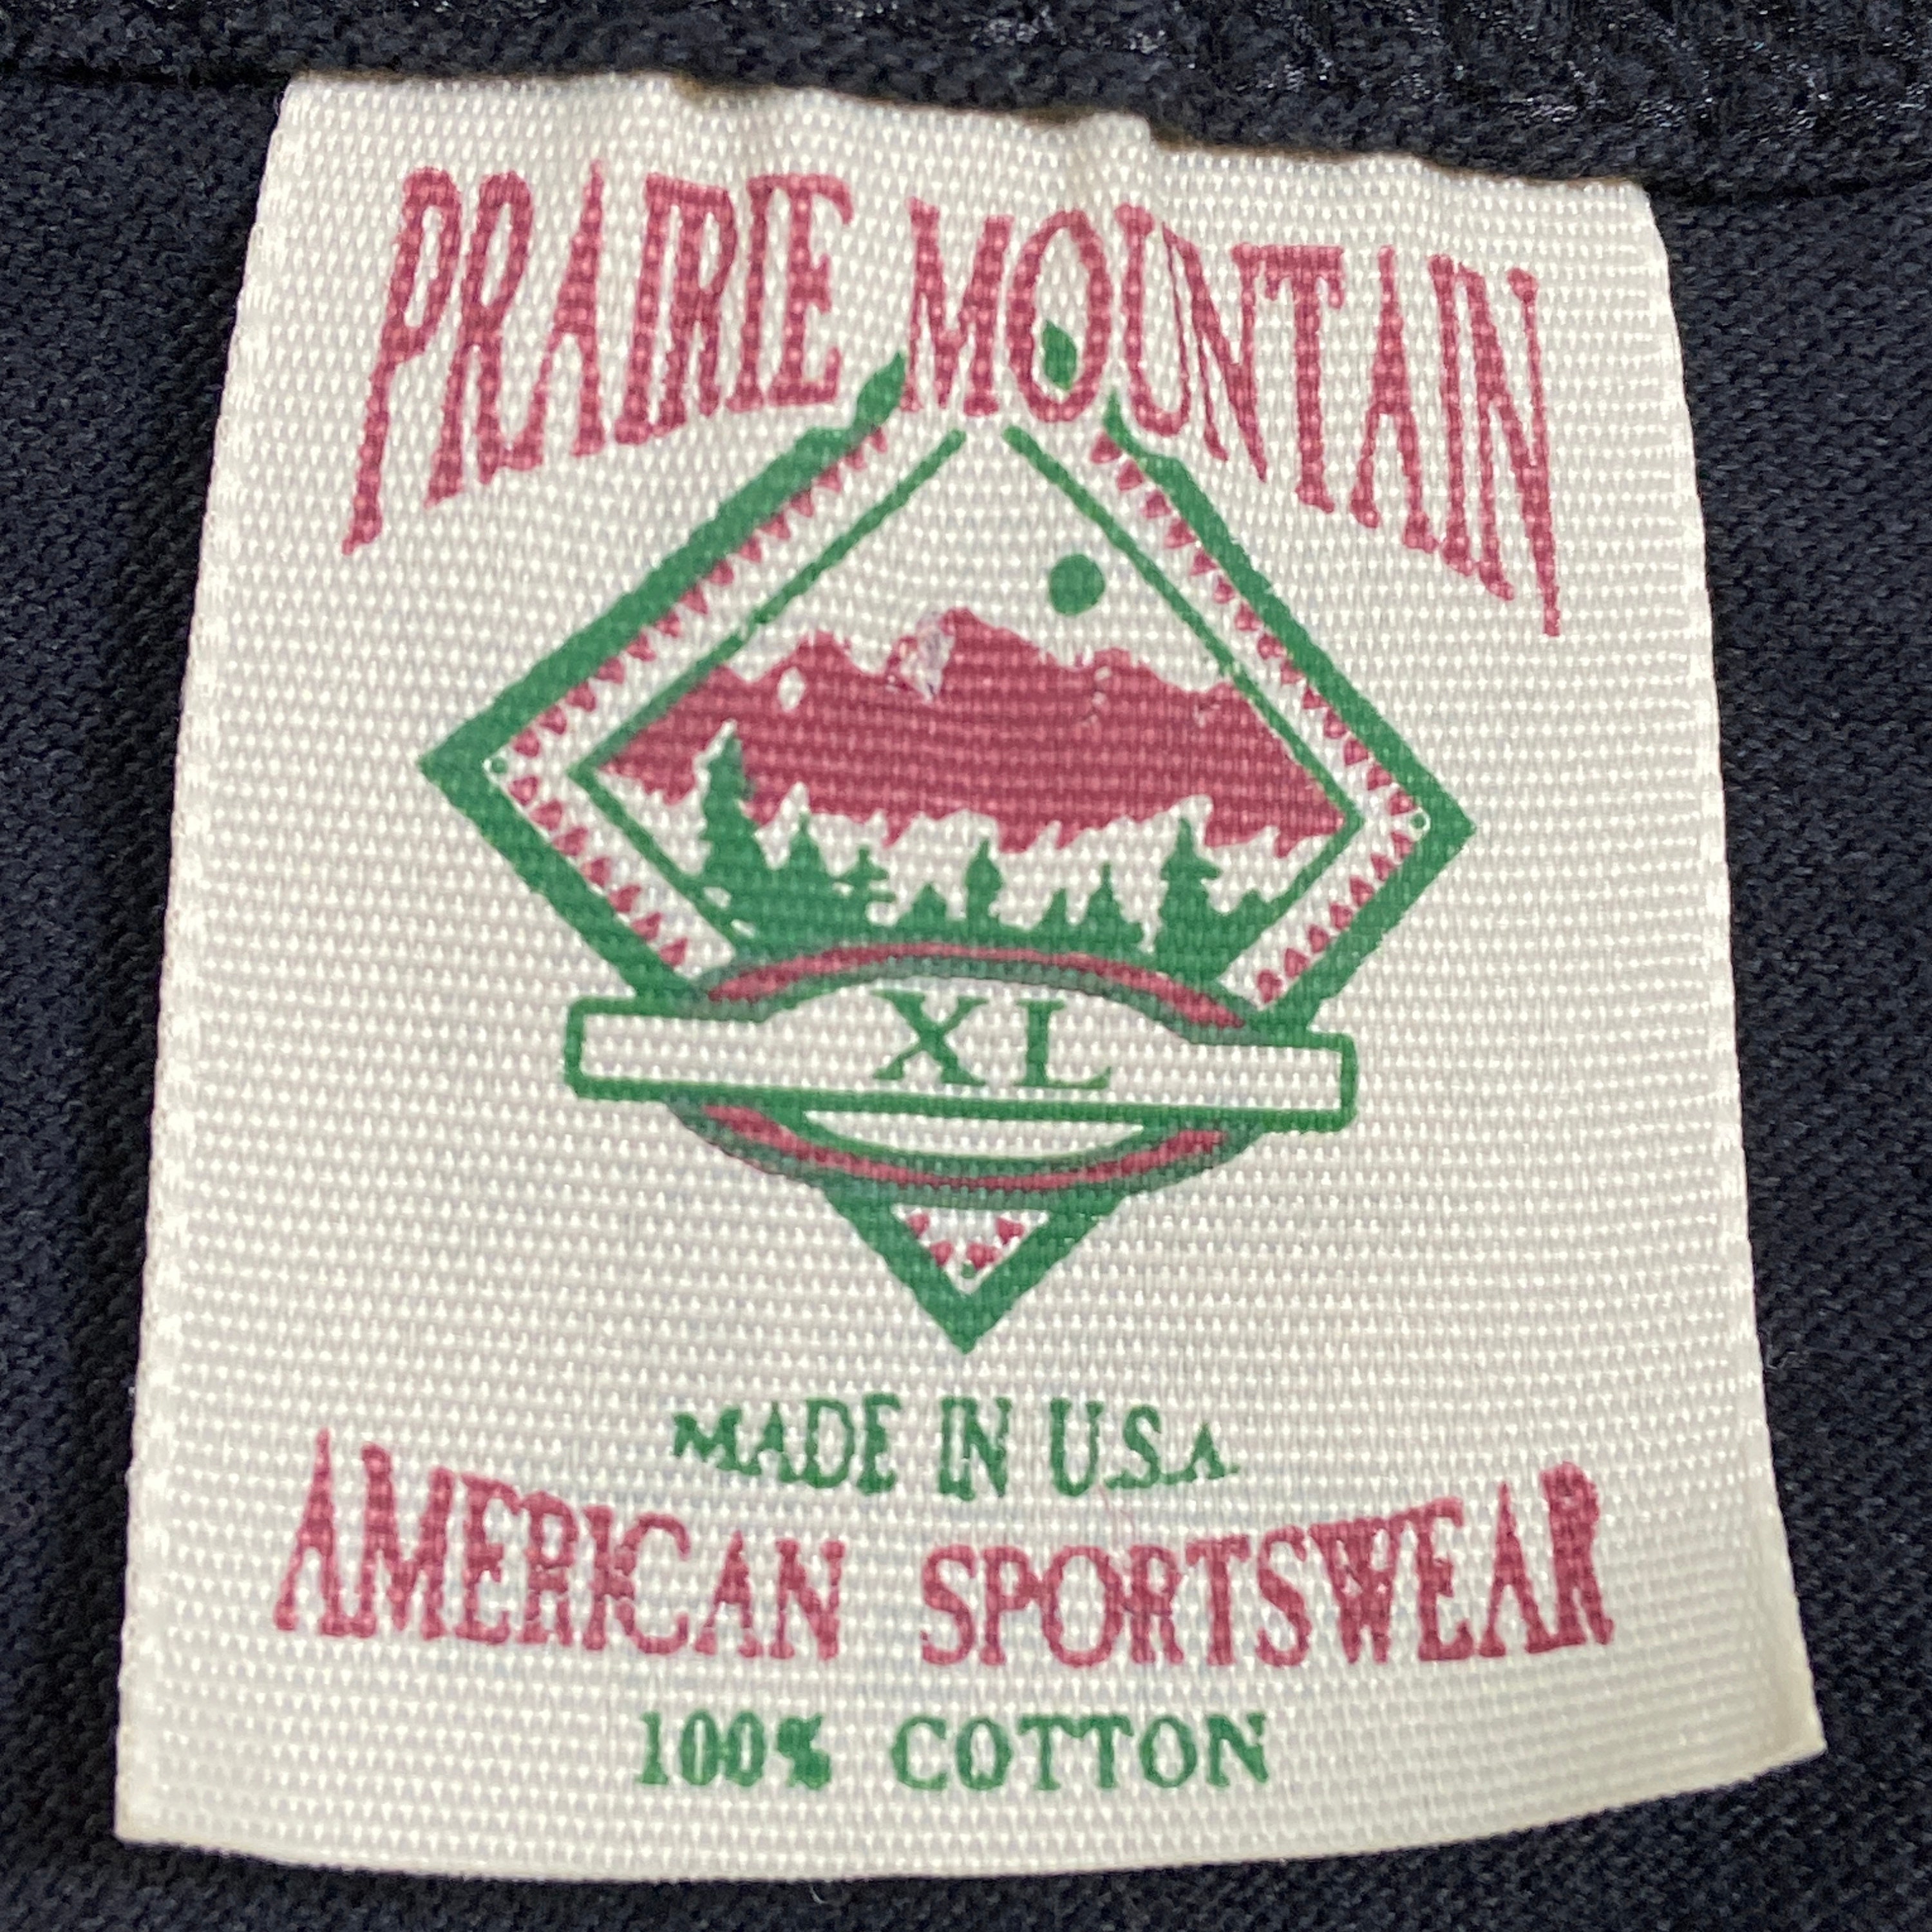 PRAIRIE MOUNTAIN
XL
MADE IN U.S.A.
AMERICAN SPORTSWEAR
100% COTTON